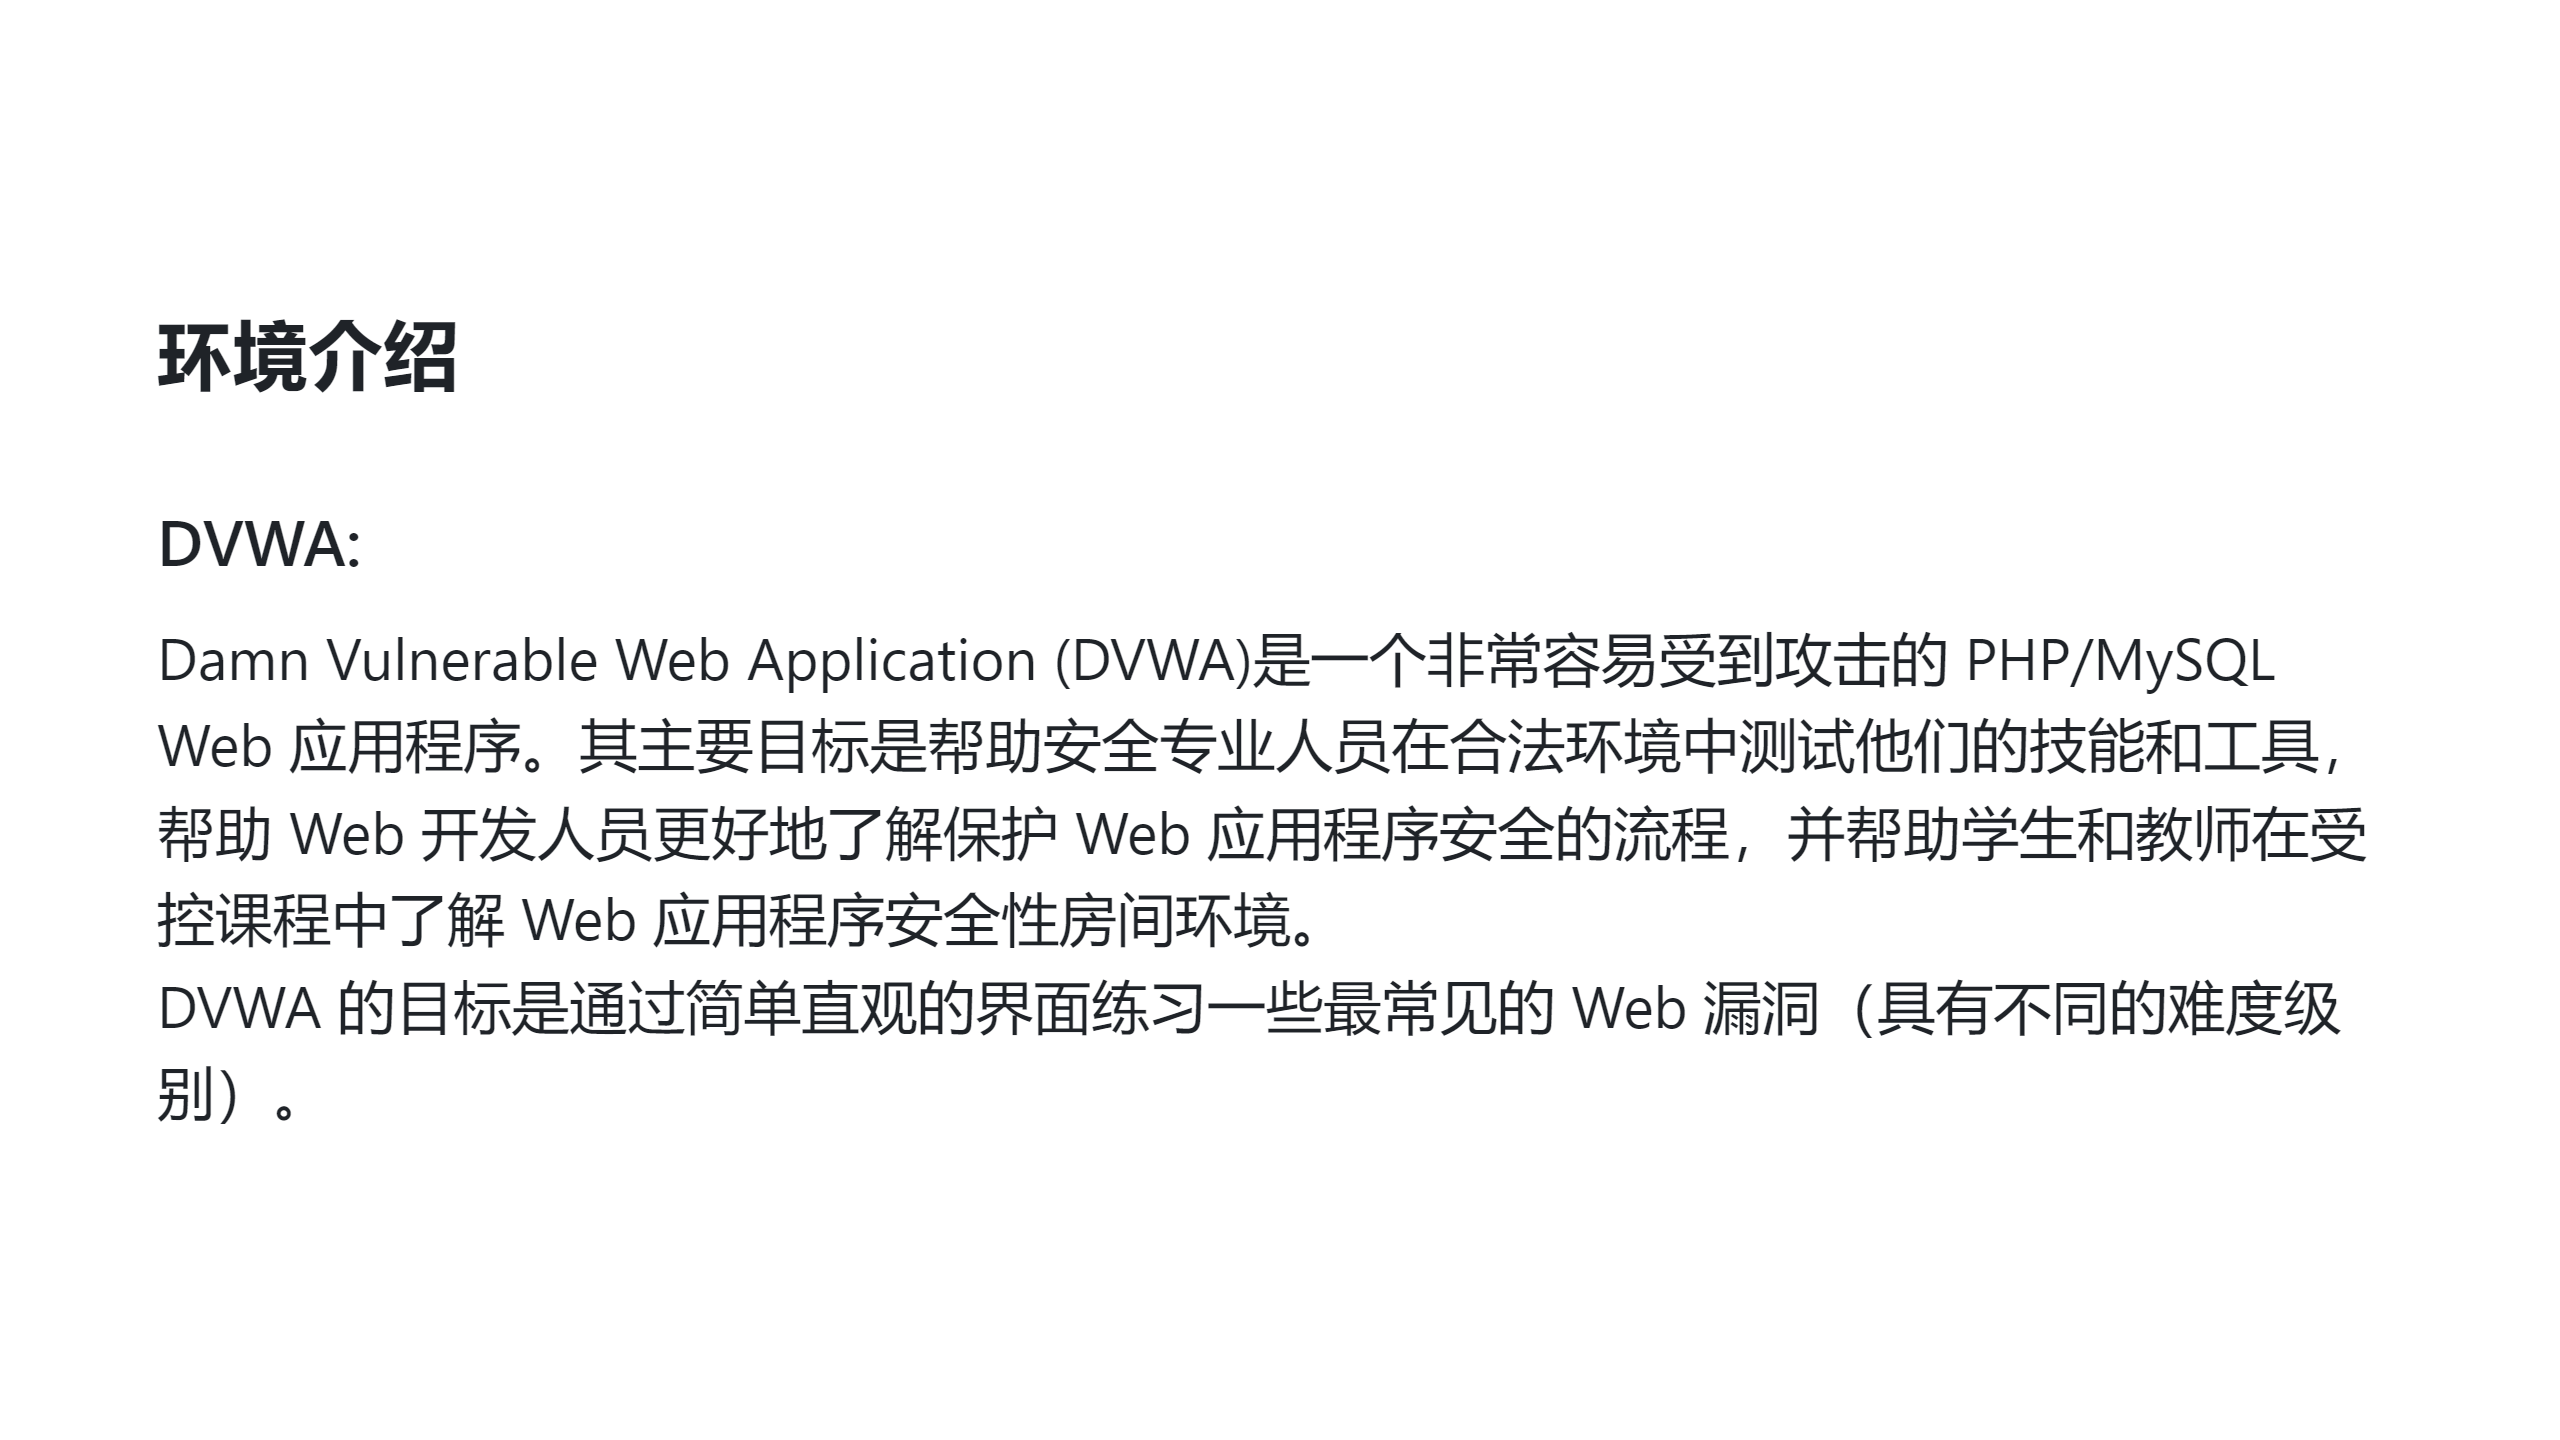 环境介绍
DVWA:
Damn Vulnerable Web Application (DVWA)是一个非常容易受到攻击的 PHP/MySQL
Web 应用程序。其主要目标是帮助安全专业人员在合法环境中测试他们的技能和工具，
帮助 Web 开发人员更好地了解保护 Web 应用程序安全的流程，并帮助学生和教师在受
控课程中了解 Web 应用程序安全性房间环境。
DVWA 的目标是通过简单直观的界面练习一些最常见的 Web 漏洞（具有不同的难度级
别）。